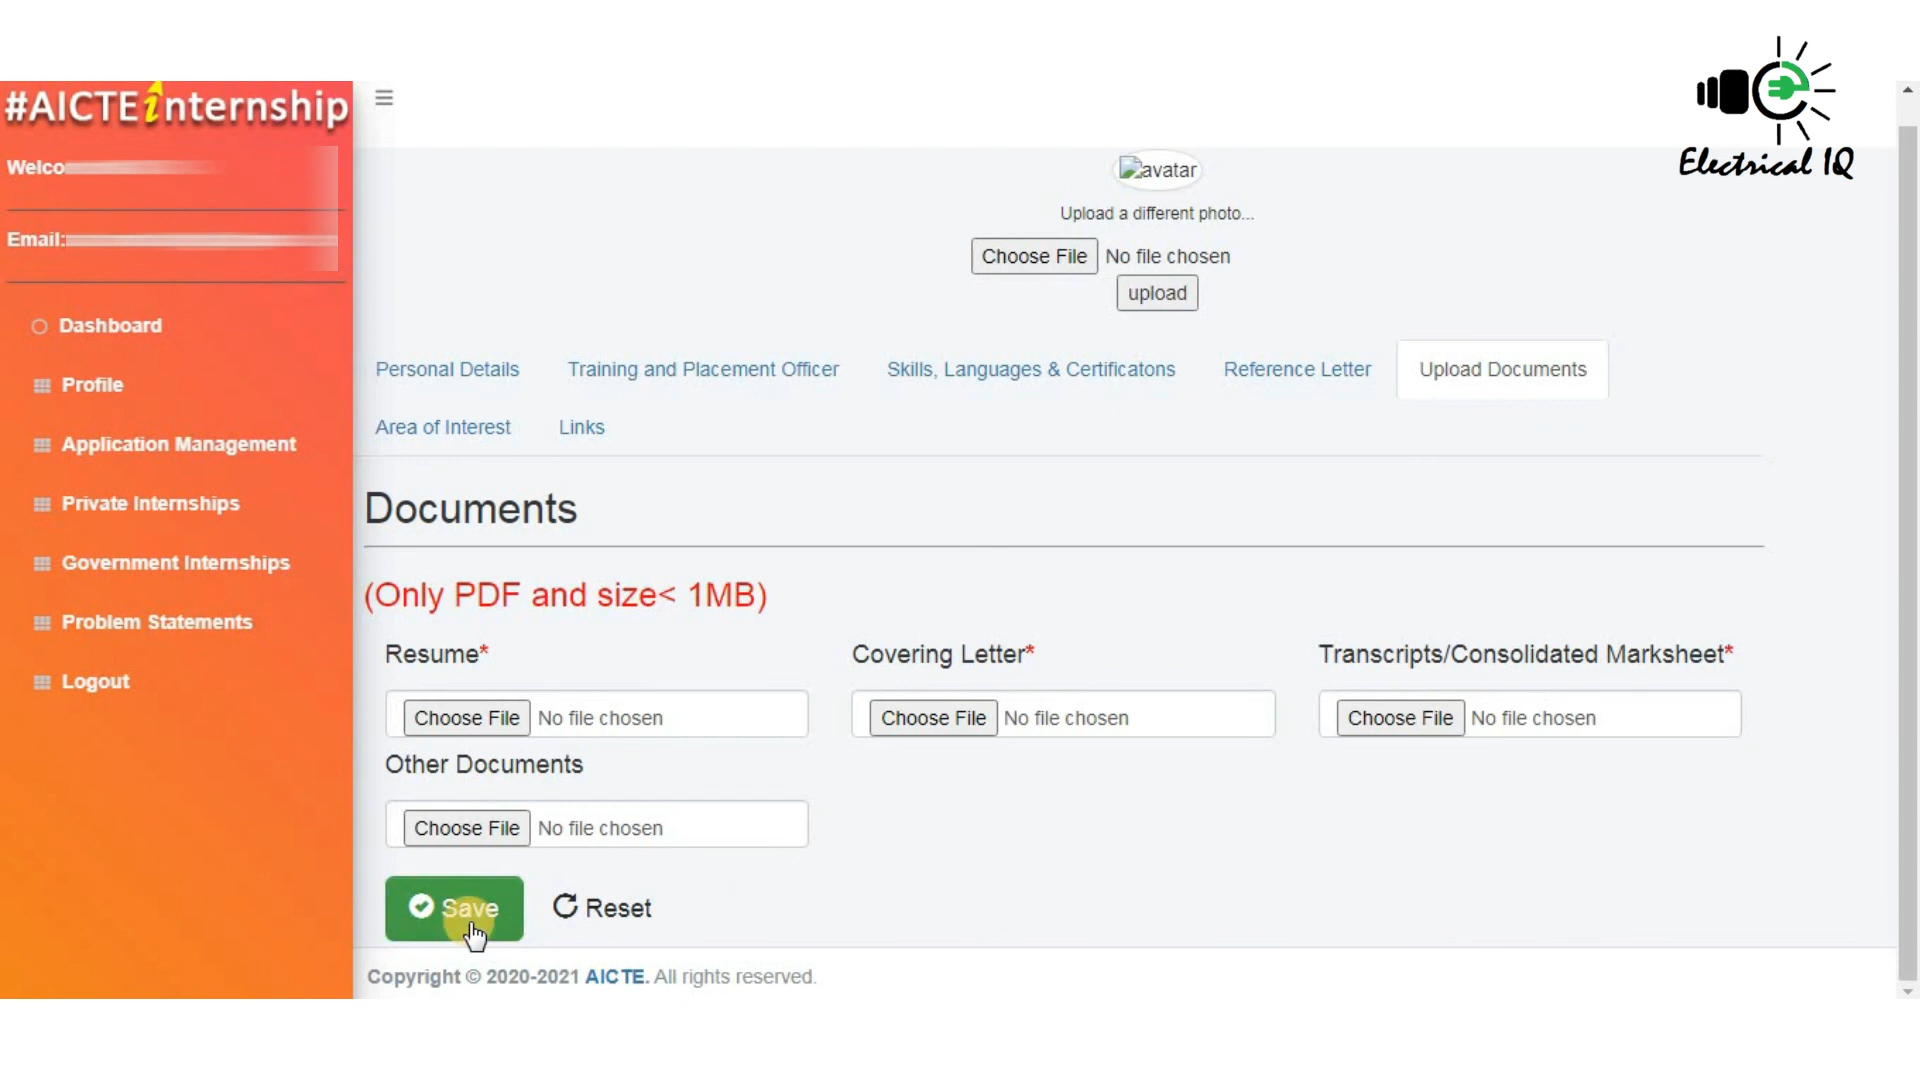 #AICTEinternship
Electrical IQ
Welco
Email:
Dashboard
Profile
Application Management
Private Internships
Government Internships
Problem Statements
Logout
avatar
Upload a different photo...
Choose File No file chosen
upload
Personal Details Training and Placement Officer Skills, Languages & Certificatons Reference Letter Upload Documents
Area of Interest Links
Documents
(Only PDF and size< 1MB)
Resume* Covering Letter* Transcripts/Consolidated Marksheet*
Choose File No file chosen Choose File No file chosen Choose File No file chosen
Other Documents
Choose File No file chosen
Save Reset
Copyright © 2020-2021 AICTE. All rights reserved.